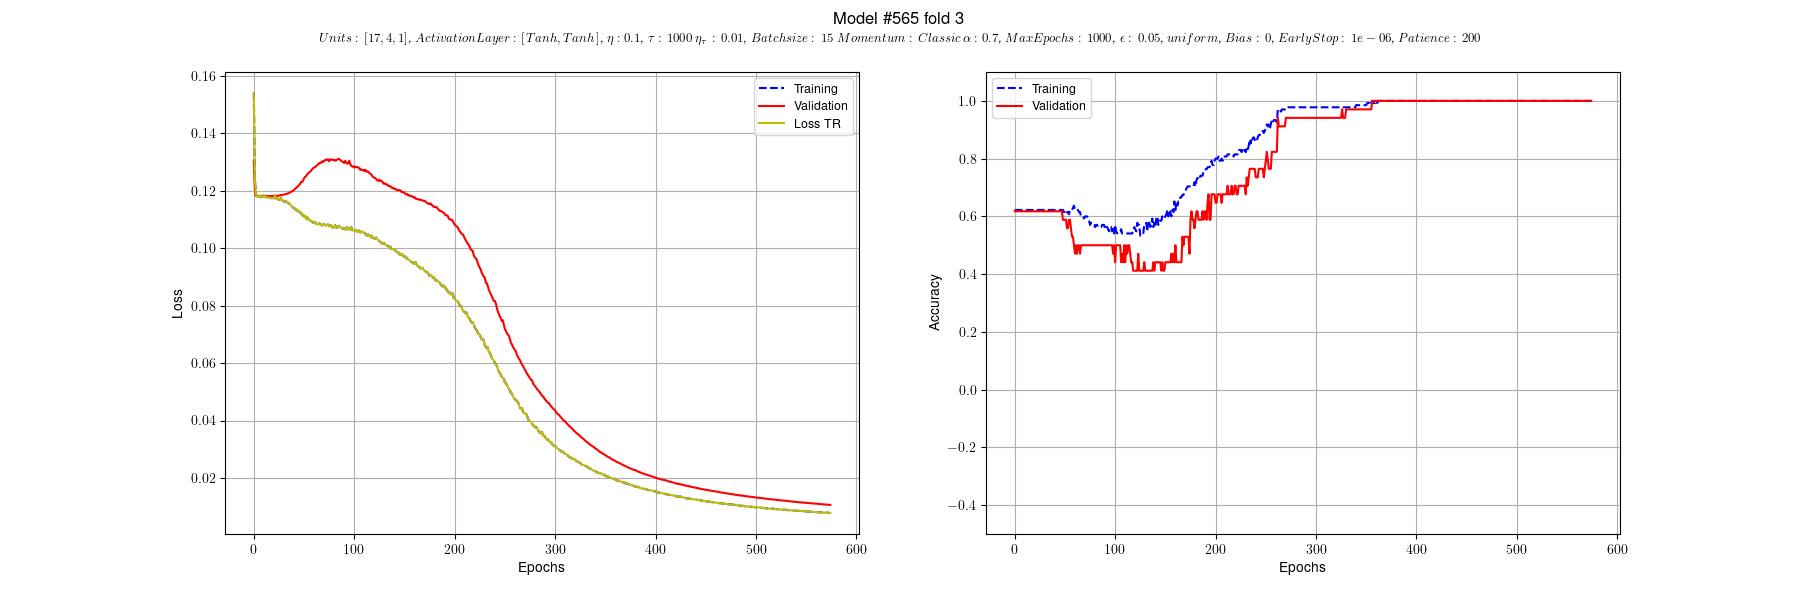 Model #565 fold 3
Units : [17, 4, 1], ActivationLayer : [Tanh, Tanh], η : 0.1, τ : 1000 ητ : 0.01, Batchsize : 15 Momentum : Classic α : 0.7, MaxEpochs : 1000, ϵ : 0.05, uniform, Bias : 0, EarlyStop : 1e − 06, Patience : 200
0.16
0.14
0.12
0.10
0.08
0.06
0.04
0.02
Loss
0 100 200 300 400 500 600
Epochs
Training
Validation
Loss TR
1.0
0.8
0.6
0.4
0.2
0.0
−0.2
−0.4
Accuracy
0 100 200 300 400 500 600
Epochs
Training
Validation